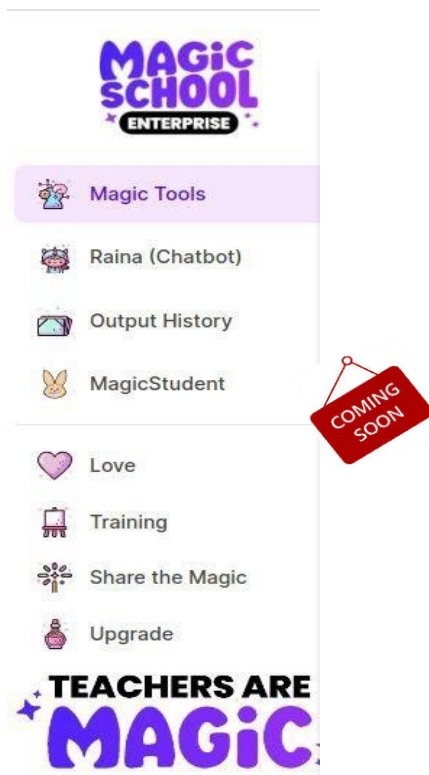 MAGiC
SCHOOL
ENTERPRISE
Magic Tools
Raina (Chatbot)
Output History
MagicStudent
COMING
SOON
Love
Training
Share the Magic
Upgrade
TEACHERS ARE
MAGiC